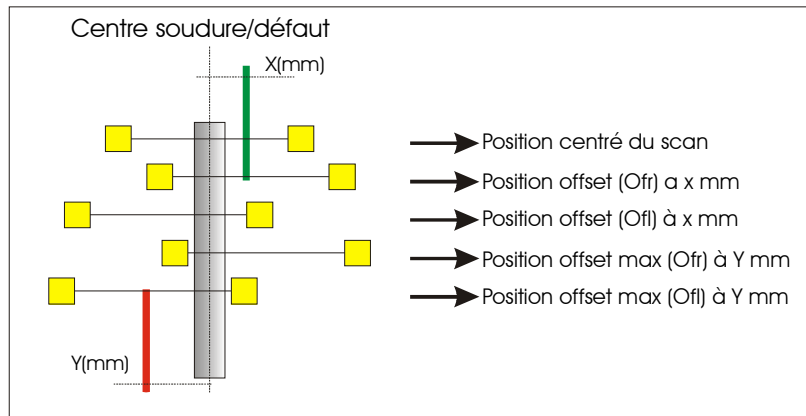 Centre soudure/défaut
X(mm)
Position centré du scan
Position offset (Ofr) a x mm
Position offset (Ofl) à x mm
Position offset max (Ofr) à Y mm
Position offset max (Ofl) à Y mm
Y(mm)